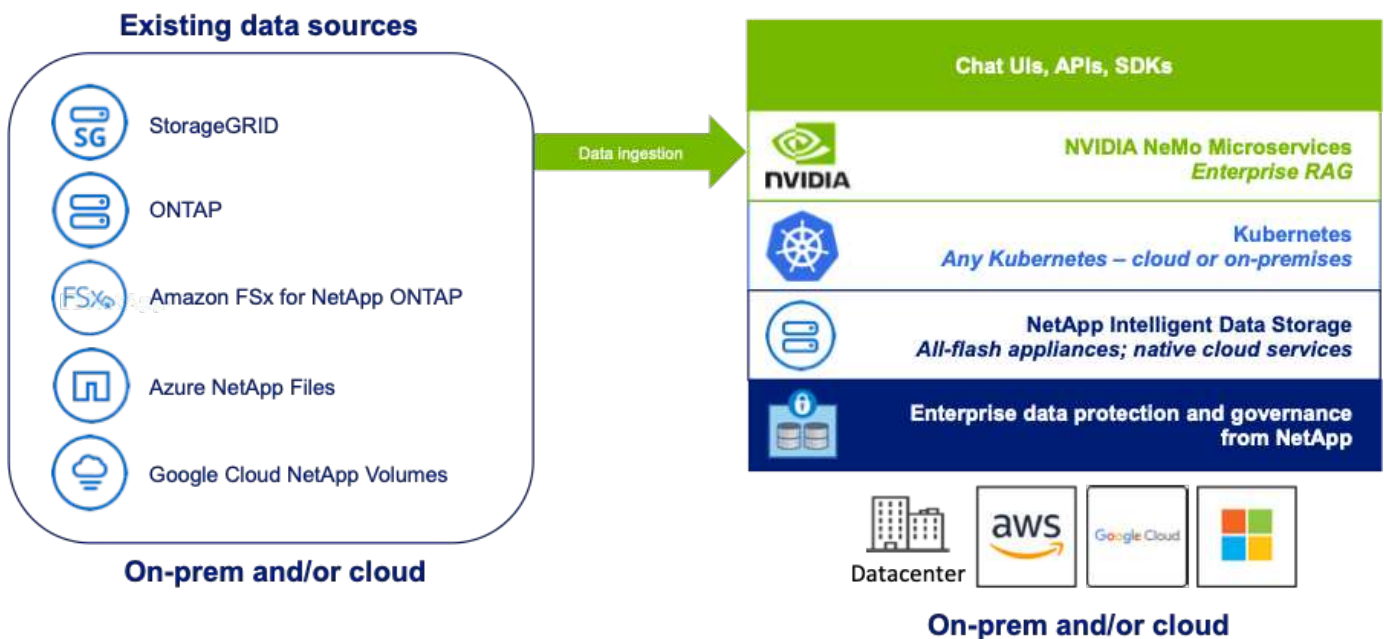 Existing data sources
SG
StorageGRID
ONTAP
FSx
Amazon FSx for NetApp ONTAP
Azure NetApp Files
Google Cloud NetApp Volumes
On-prem and/or cloud
Data ingestion
Chat UIs, APIs, SDKs
NVIDIA
NVIDIA NeMo Microservices
Enterprise RAG
Kubernetes
Any Kubernetes – cloud or on-premises
NetApp Intelligent Data Storage
All-flash appliances; native cloud services
Enterprise data protection and governance
from NetApp
Datacenter
aws
Google Cloud
On-prem and/or cloud